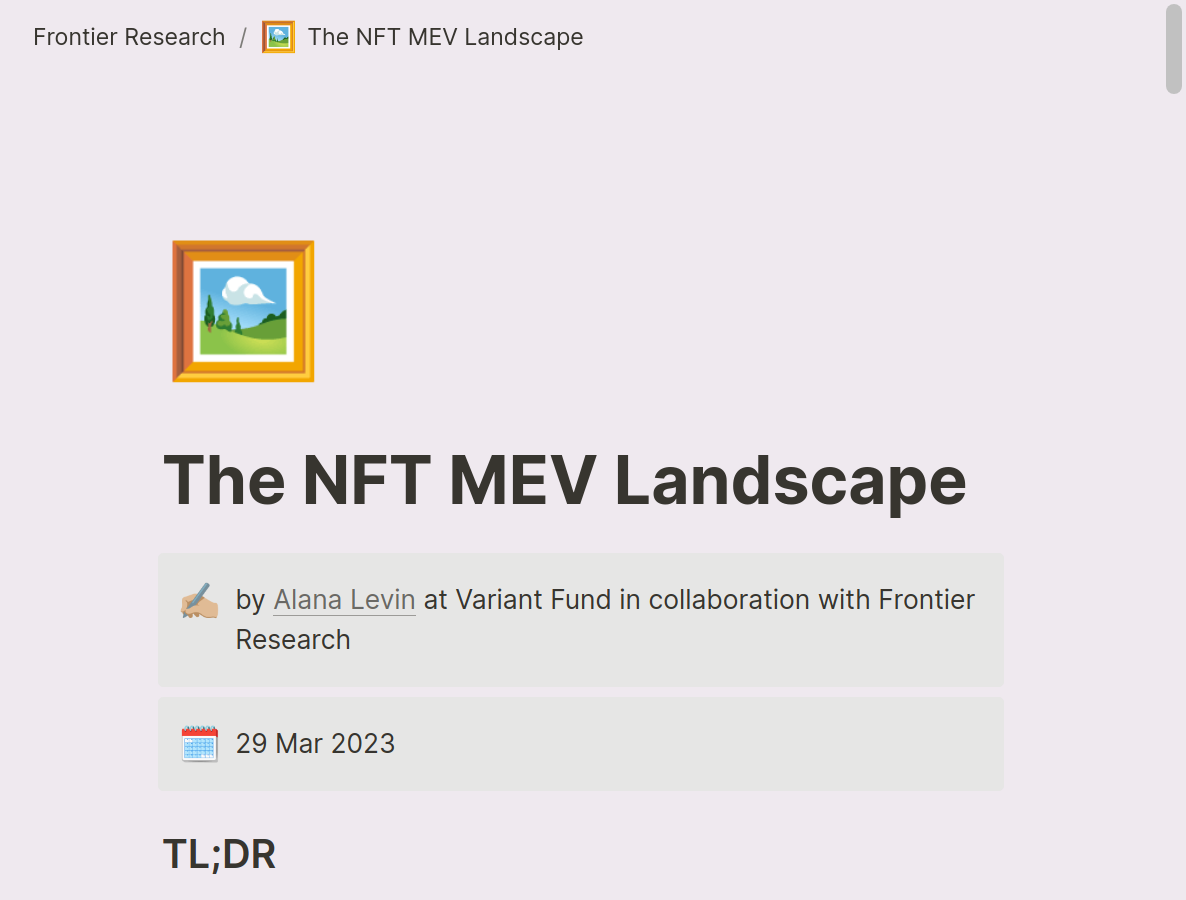 Frontier Research / The NFT MEV Landscape
The NFT MEV Landscape
by Alana Levin at Variant Fund in collaboration with Frontier
Research
29 Mar 2023
TL;DR